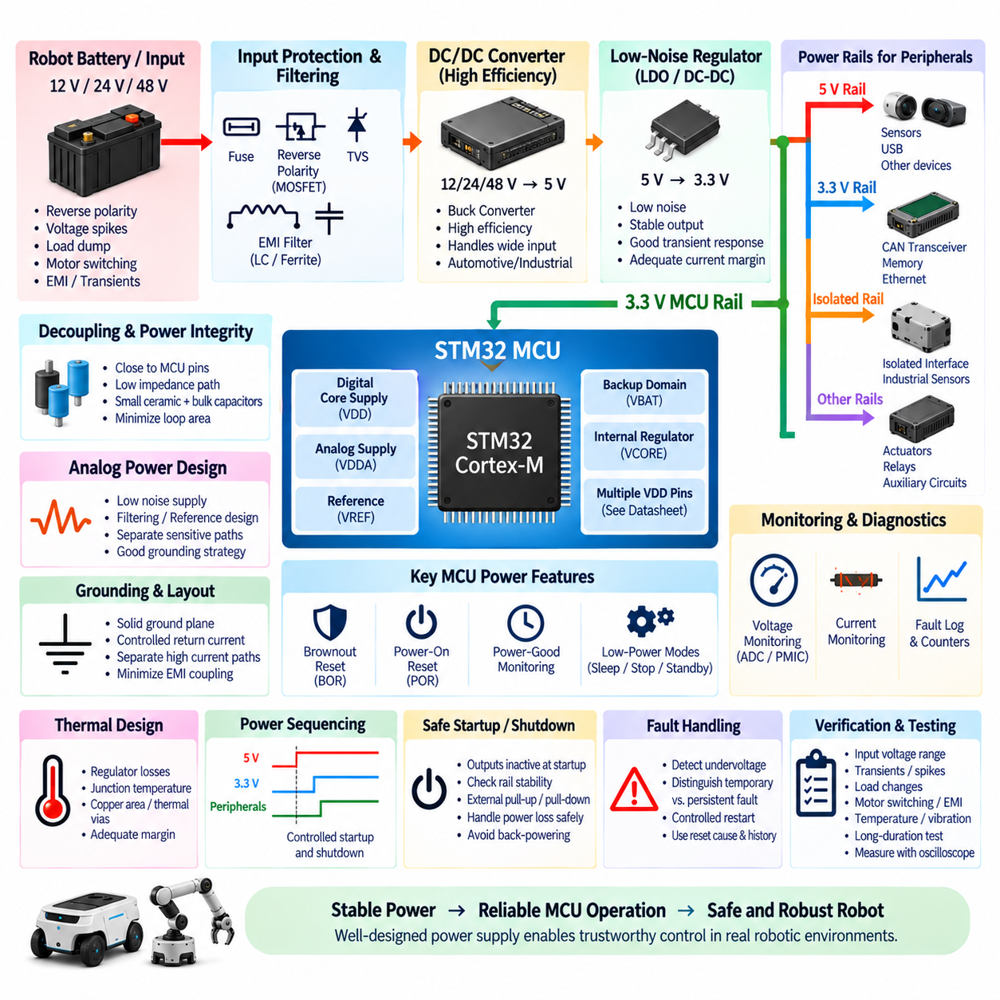 Robot Battery / Input
12 V / 24 V / 48 V
• Reverse polarity
• Voltage spikes
• Load dump
• Motor switching
• EMI / Transients
Input Protection &
Filtering
Fuse
Reverse
Polarity
(MOSFET)
TVS
EMI Filter
(LC / Ferrite)
DC/DC Converter
(High Efficiency)
12/24/48 V → 5 V
• Buck Converter
• High efficiency
• Handles wide input
• Automotive/Industrial
Low-Noise Regulator
(LDO / DC-DC)
5 V → 3.3 V
• Low noise
• Stable output
• Good transient response
• Adequate current margin
Power Rails for Peripherals
5 V Rail
Sensors
USB
Other devices
3.3 V Rail
CAN Transceiver
Memory
Ethernet
Isolated Rail
Isolated Interface
Industrial Sensors
Other Rails
Actuators
Relays
Auxiliary Circuits
3.3 V MCU Rail
Decoupling & Power Integrity
• Close to MCU pins
• Low impedance path
• Small ceramic + bulk capacitors
• Minimize loop area
Analog Power Design
• Low noise supply
• Filtering / Reference design
• Separate sensitive paths
• Good grounding strategy
Grounding & Layout
• Solid ground plane
• Controlled return current
• Separate high current paths
• Minimize EMI coupling
STM32 MCU
Digital
Core Supply
(VDD)
Analog Supply
(VDDA)
Reference
(VREF)
STM32
Cortex-M
Backup Domain
(VBAT)
Internal Regulator
(VCORE)
Multiple VDD Pins
(See Datasheet)
Key MCU Power Features
Brownout
Reset
(BOR)
Power-On
Reset
(POR)
Power-Good
Monitoring
Low-Power Modes
(Sleep / Stop / Standby)
Monitoring & Diagnostics
Voltage
Monitoring
(ADC / PMIC)
Current
Monitoring
Fault Log
& Counters
Thermal Design
• Regulator losses
• Junction temperature
• Copper area / thermal
vias
• Adequate margin
Power Sequencing
5 V
3.3 V
Peripherals
Controlled startup
and shutdown
Safe Startup / Shutdown
• Outputs inactive at startup
• Check rail stability
• External pull-up / pull-down
• Handle power loss safely
• Avoid back-powering
Fault Handling
• Detect undervoltage
• Distinguish temporary
vs. persistent fault
• Controlled restart
• Use reset cause & history
Verification & Testing
• Input voltage range
• Transients / spikes
• Load changes
• Motor switching / EMI
• Temperature / vibration
• Long-duration test
• Measure with oscilloscope
Stable Power → Reliable MCU Operation → Safe and Robust Robot
Well-designed power supply enables trustworthy control in real robotic environments.